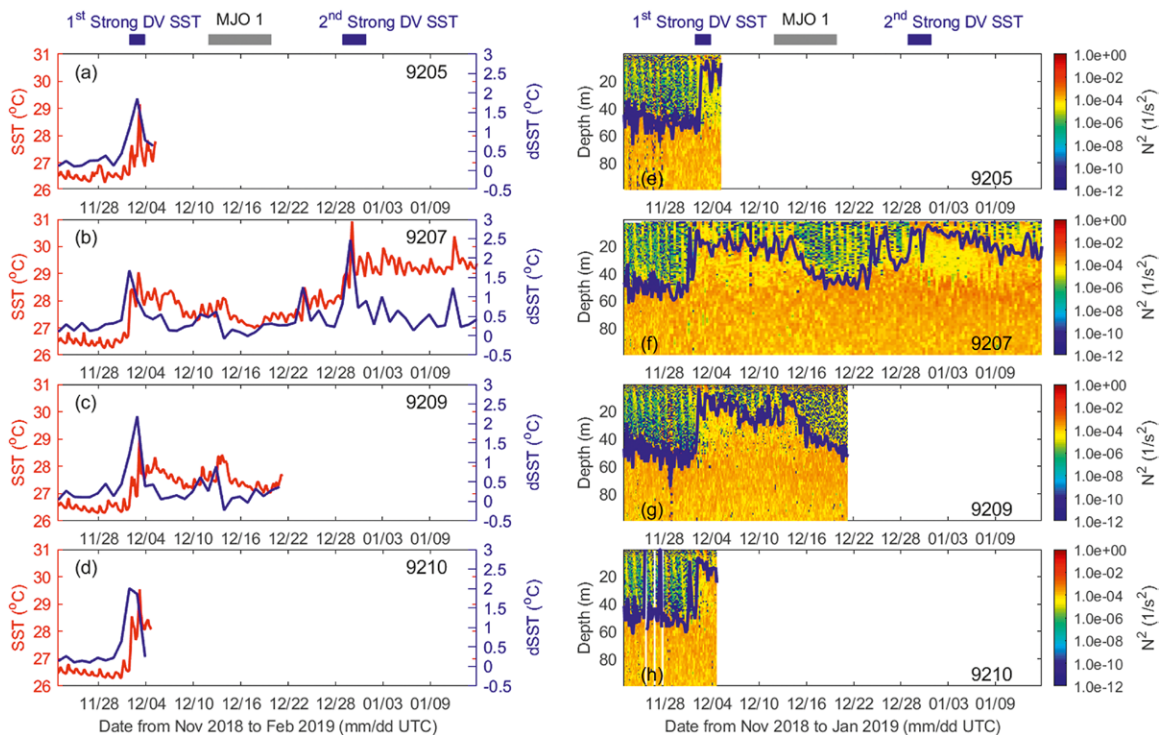 1st Strong DV SST MJO 1 2nd Strong DV SST
1st Strong DV SST MJO 1 2nd Strong DV SST
31 30 29 28 27 26
SST (°C)
(a) 9205
3 2.5 2 1.5 1 0.5 0 -0.5
dSST (°C)
11/28 12/04 12/10 12/16 12/22 12/28 01/03 01/09
20 40 60 80
Depth (m)
(e) 9205
1.0e+00 1.0e-02 1.0e-04 1.0e-06 1.0e-08 1.0e-10 1.0e-12
N² (1/s²)
11/28 12/04 12/10 12/16 12/22 12/28 01/03 01/09
31 30 29 28 27 26
SST (°C)
(b) 9207
3 2.5 2 1.5 1 0.5 0 -0.5
dSST (°C)
11/28 12/04 12/10 12/16 12/22 12/28 01/03 01/09
20 40 60 80
Depth (m)
(f) 9207
1.0e+00 1.0e-02 1.0e-04 1.0e-06 1.0e-08 1.0e-10 1.0e-12
N² (1/s²)
11/28 12/04 12/10 12/16 12/22 12/28 01/03 01/09
31 30 29 28 27 26
SST (°C)
(c) 9209
3 2.5 2 1.5 1 0.5 0 -0.5
dSST (°C)
11/28 12/04 12/10 12/16 12/22 12/28 01/03 01/09
20 40 60 80
Depth (m)
(g) 9209
1.0e+00 1.0e-02 1.0e-04 1.0e-06 1.0e-08 1.0e-10 1.0e-12
N² (1/s²)
11/28 12/04 12/10 12/16 12/22 12/28 01/03 01/09
31 30 29 28 27 26
SST (°C)
(d) 9210
3 2.5 2 1.5 1 0.5 0 -0.5
dSST (°C)
11/28 12/04 12/10 12/16 12/22 12/28 01/03 01/09
Date from Nov 2018 to Feb 2019 (mm/dd UTC)
20 40 60 80
Depth (m)
(h) 9210
1.0e+00 1.0e-02 1.0e-04 1.0e-06 1.0e-08 1.0e-10 1.0e-12
N² (1/s²)
11/28 12/04 12/10 12/16 12/22 12/28 01/03 01/09
Date from Nov 2018 to Jan 2019 (mm/dd UTC)